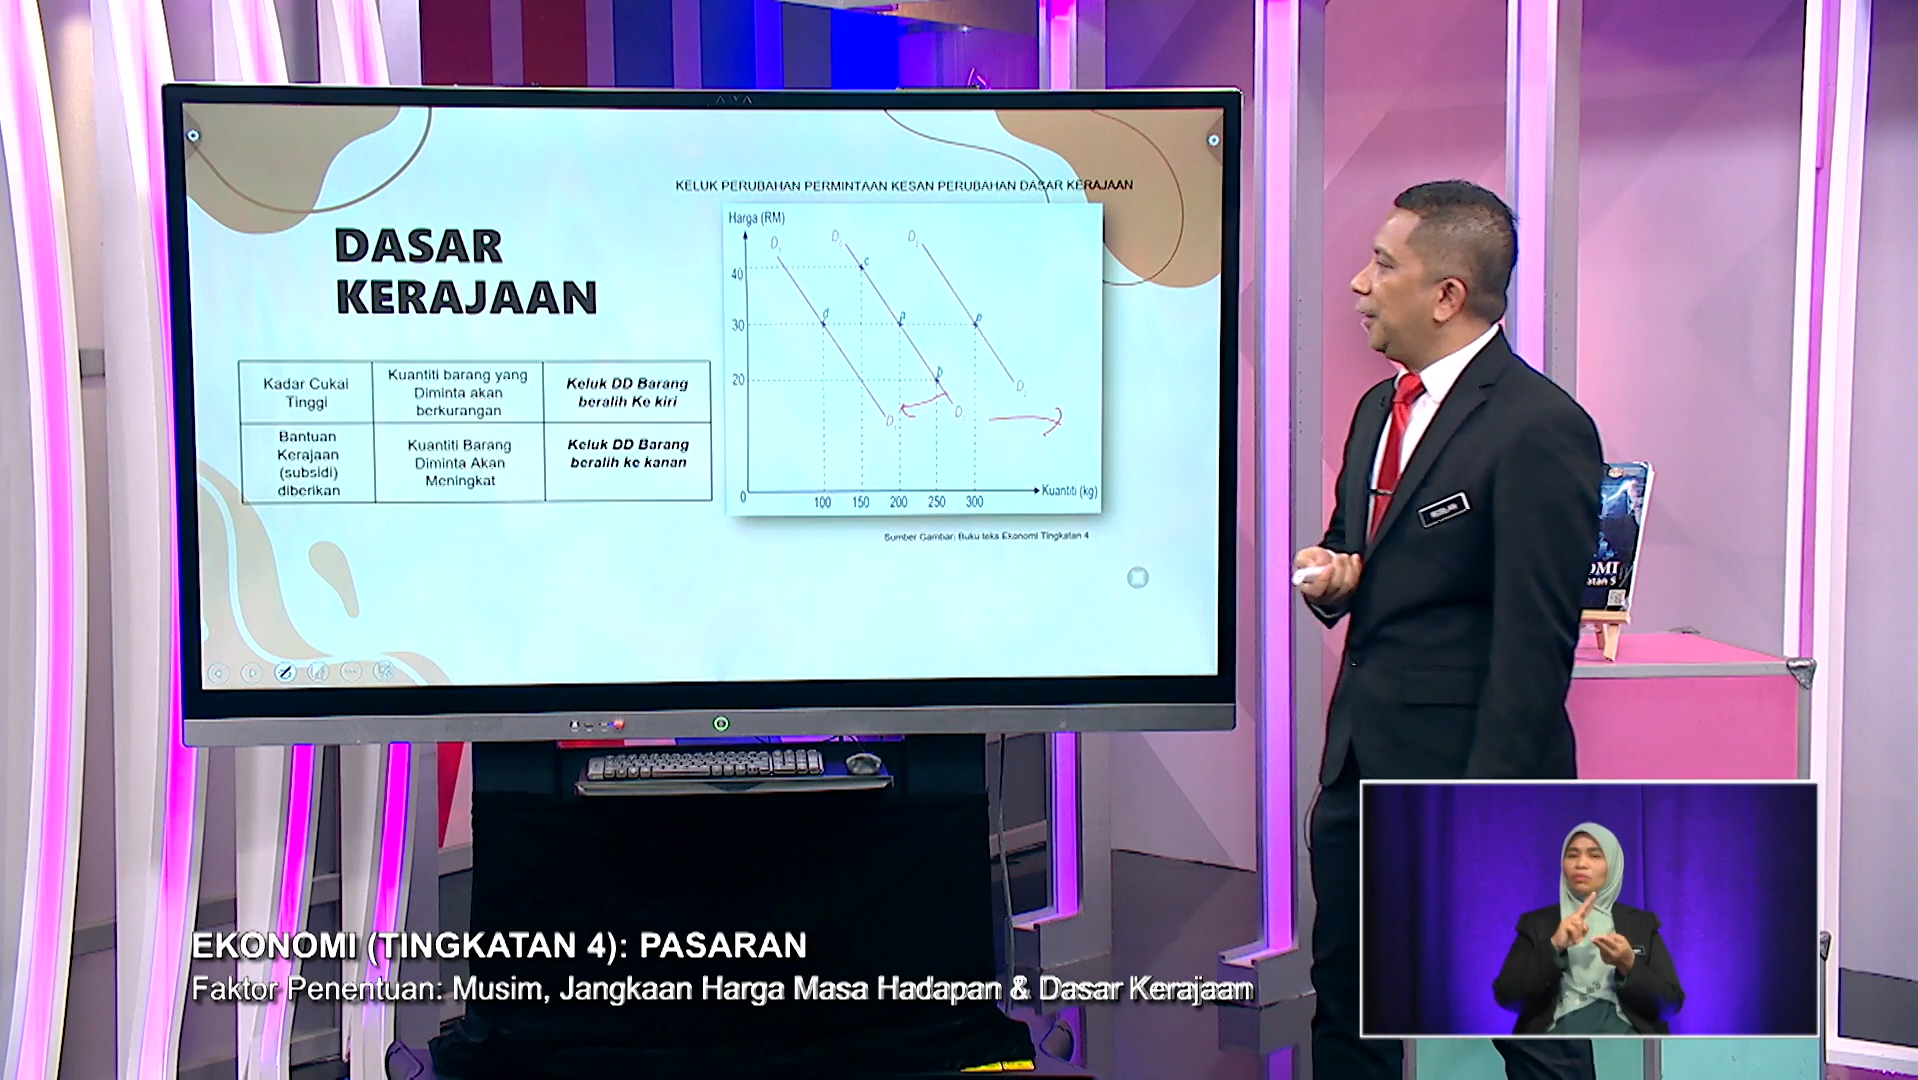 KELUK PERUBAHAN PERMINTAAN KESAN PERUBAHAN DASAR KERAJAAN
DASAR
KERAJAAN
Kadar Cukai
Tinggi
Kuantiti barang yang
Diminta akan
berkurangan
Keluk DD Barang
beralih Ke kiri
Bantuan
Kerajaan
(subsidi)
diberikan
Kuantiti Barang
Diminta Akan
Meningkat
Keluk DD Barang
beralih ke kanan
Harga (RM)
40
30
20
0
100 150 200 250 300
Kuantiti (kg)
Sumber Gambar: Buku teks Ekonomi Tingkatan 4
EKONOMI (TINGKATAN 4): PASARAN
Faktor Penentuan: Musim, Jangkaan Harga Masa Hadapan & Dasar Kerajaan